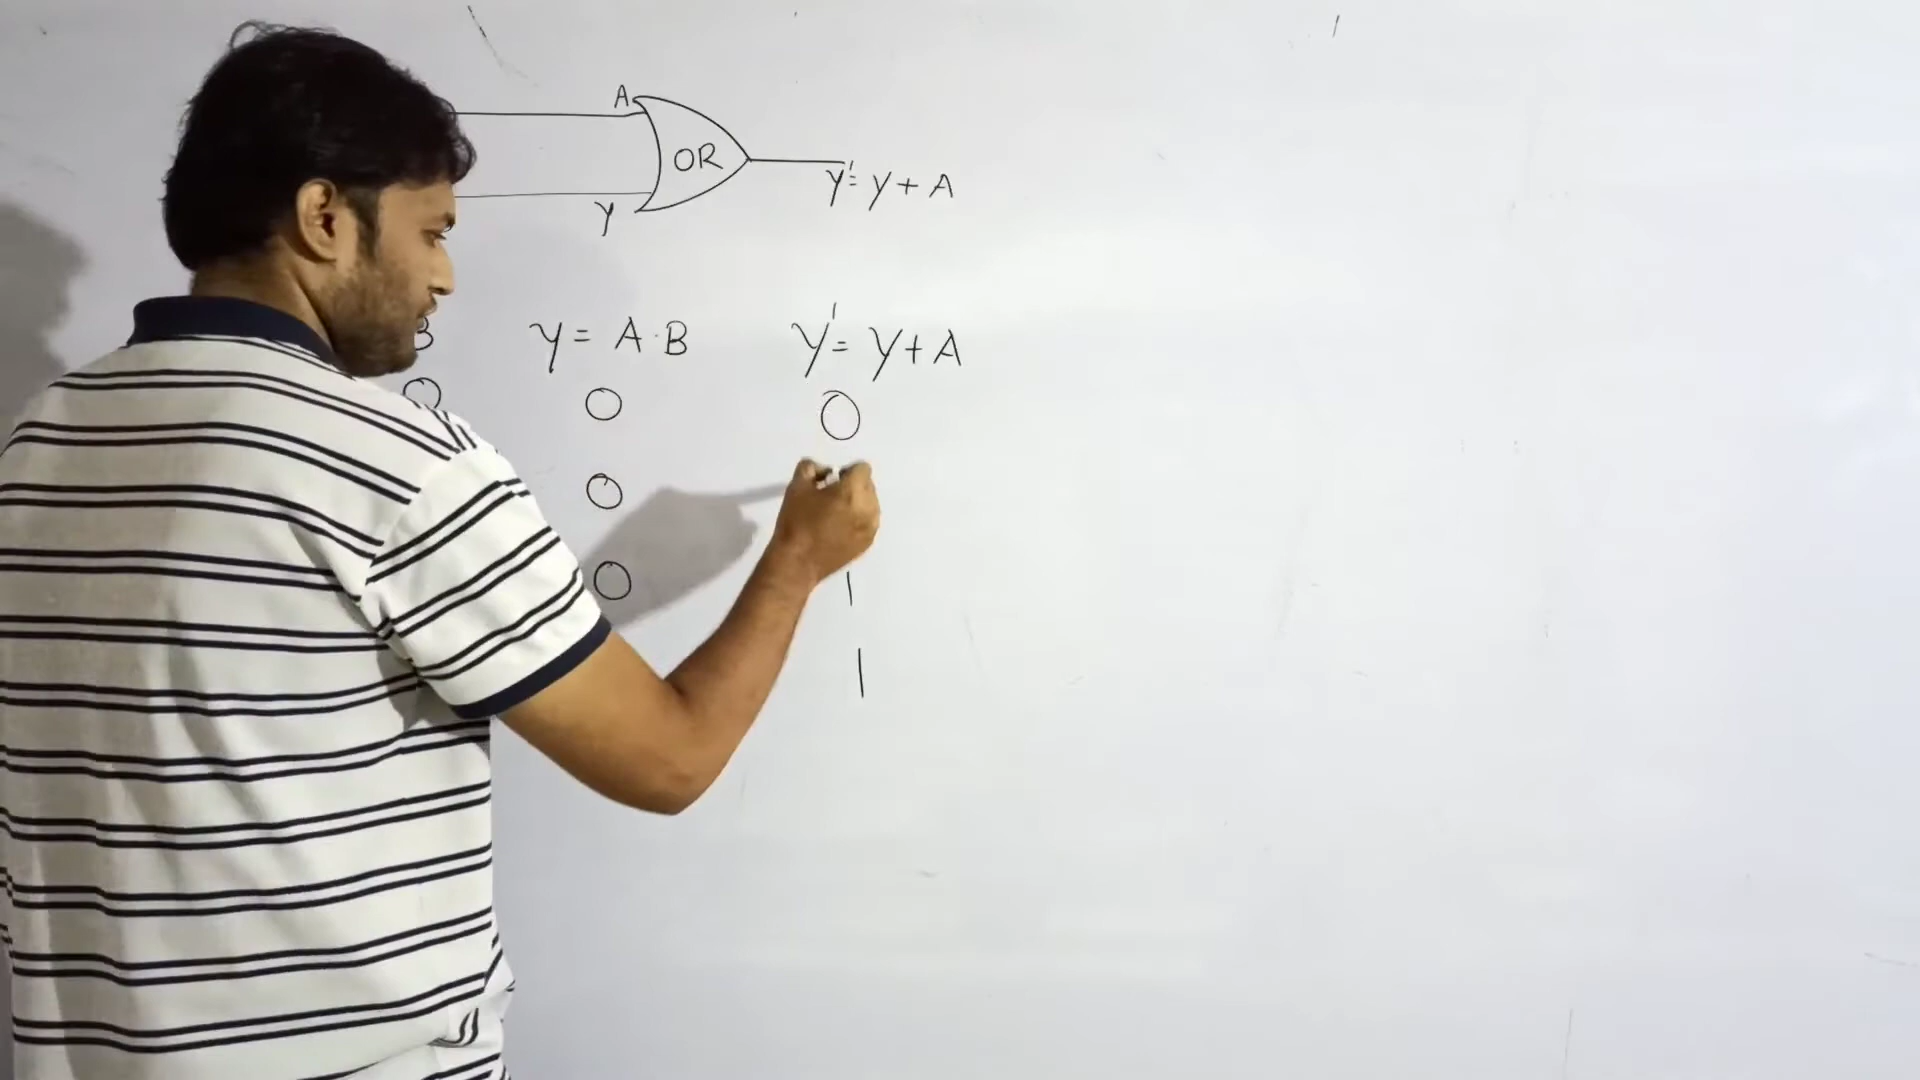 A
OR
Y' = Y + A
Y
B Y = A·B Y' = Y + A
0 0 0
0
0 1
1